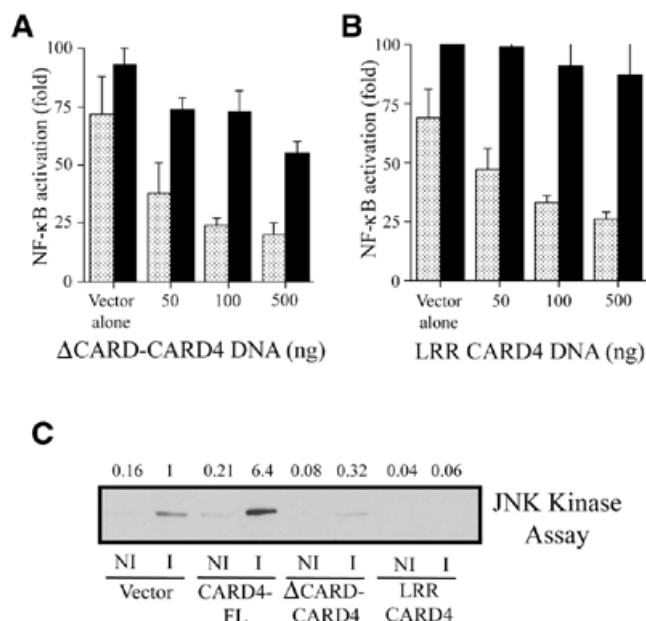 A
NF-κB activation (fold)
100
75
50
25
0
Vector alone
50
100
500
ΔCARD-CARD4 DNA (ng)
B
NF-κB activation (fold)
100
75
50
25
0
Vector alone
50
100
500
LRR CARD4 DNA (ng)
C
0.16 I 0.21 6.4 0.08 0.32 0.04 0.06
JNK Kinase
Assay
NI I NI I NI I NI I
Vector CARD4- ΔCARD- LRR
FL CARD4 CARD4